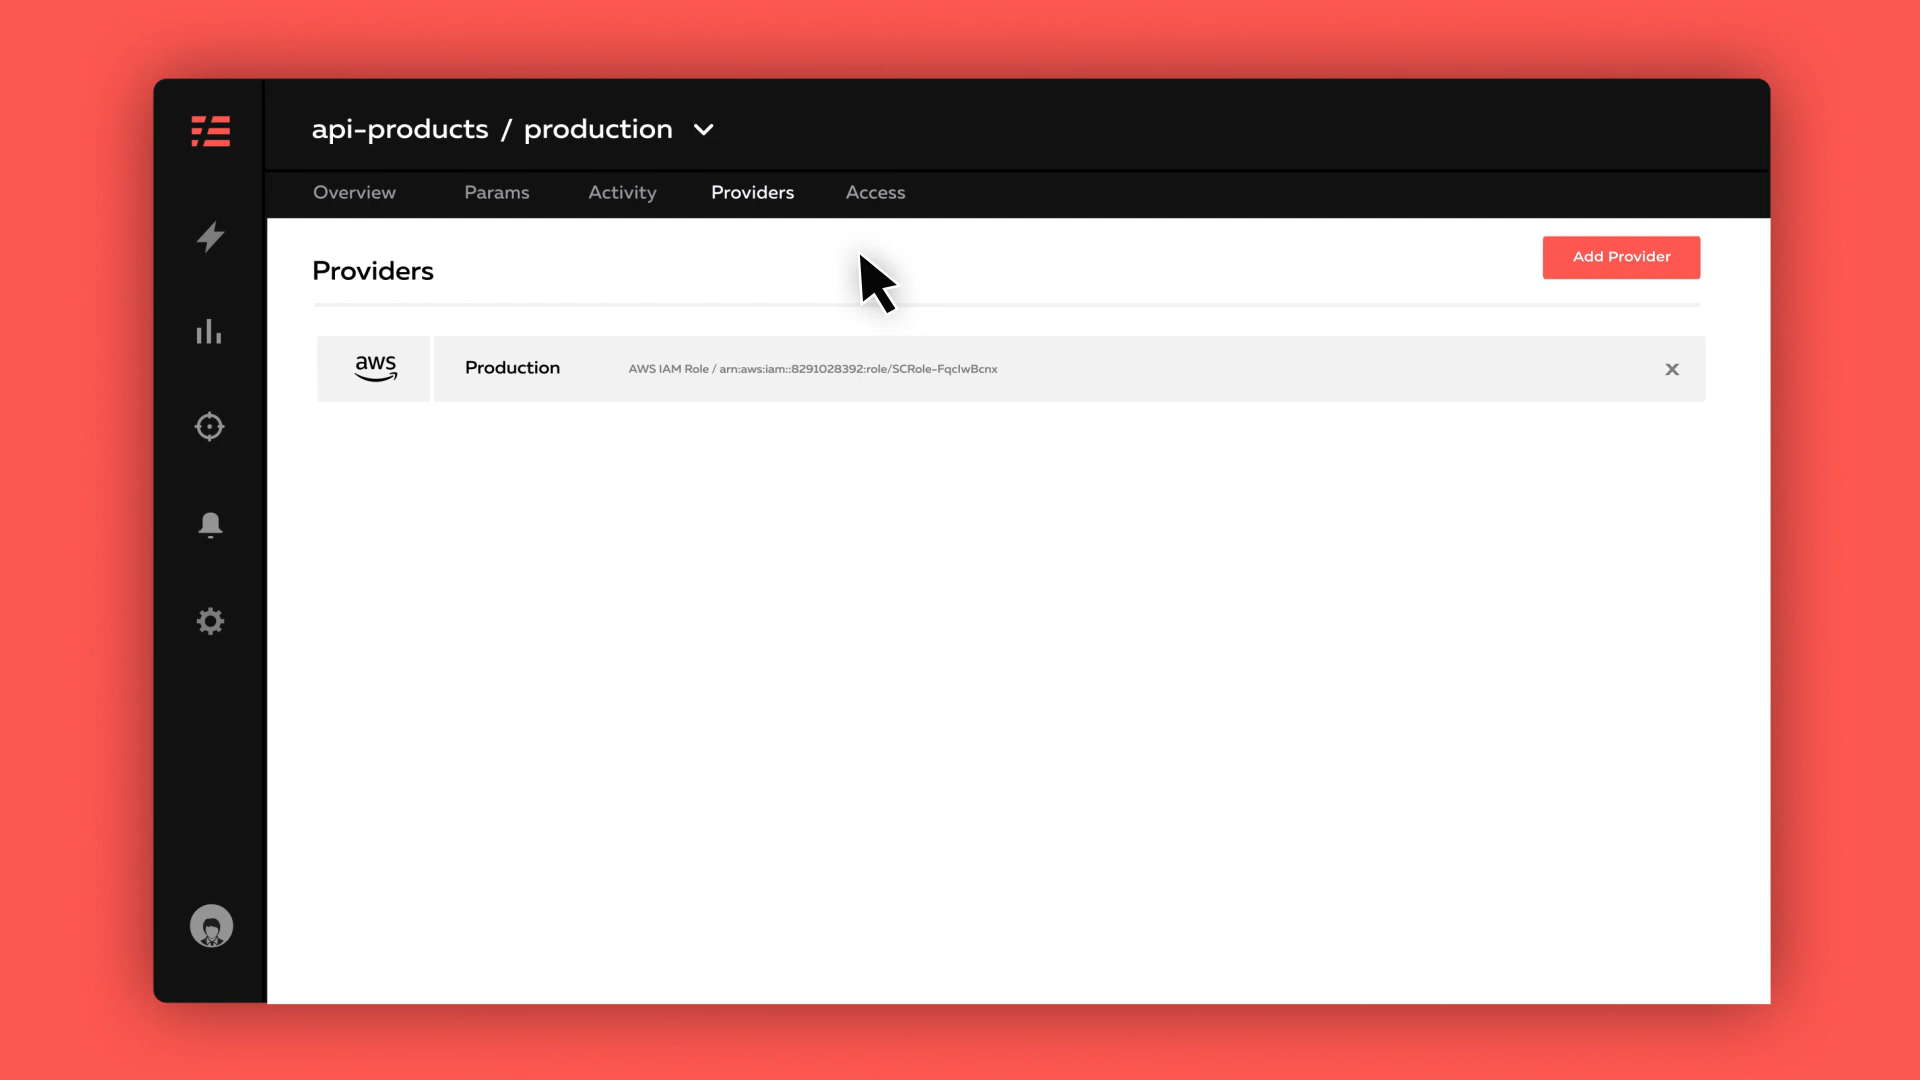 api-products / production
Overview Params Activity Providers Access
Providers
Add Provider
aws Production AWS IAM Role / arn:aws:iam::8291028392:role/SCRole-FqclwBcnx X